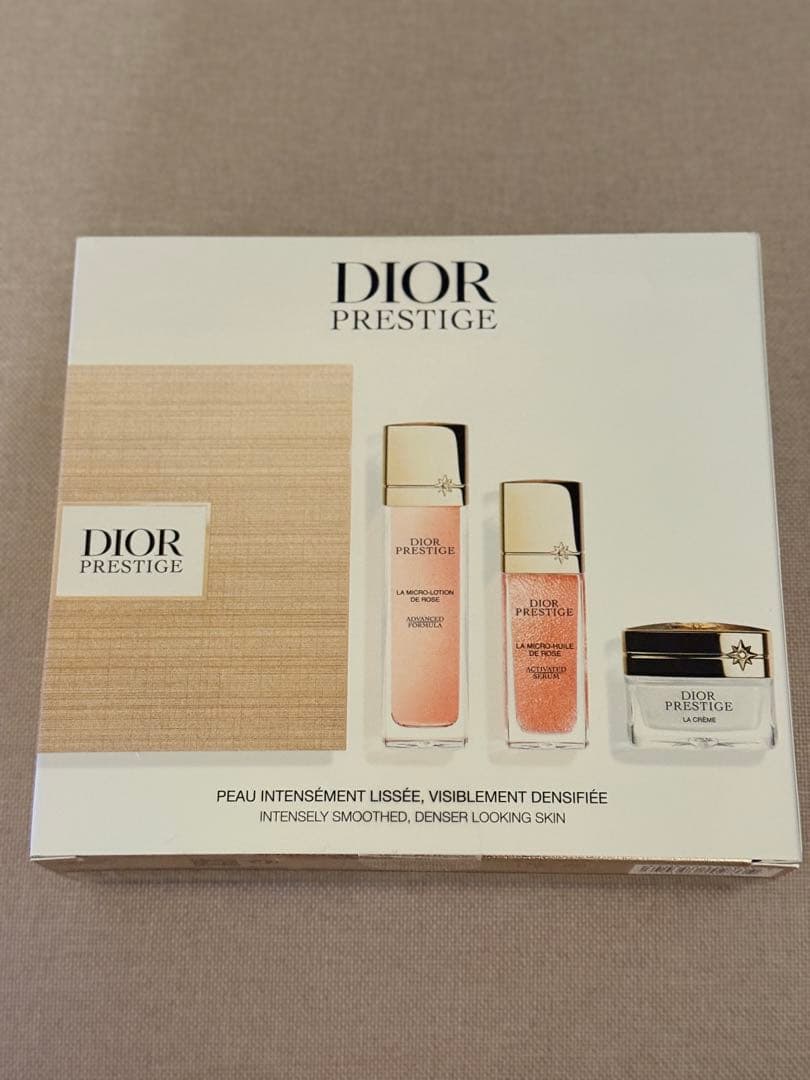 DIOR
PRESTIGE
DIOR
PRESTIGE
DIOR
PRESTIGE
LA MICRO-LOTION
DE ROSE
ADVANCED
FORMULA
DIOR
PRESTIGE
LA MICRO-HUILE
DE ROSE
ACTIVATED
SERUM
DIOR
PRESTIGE
LA CRÈME
PEAU INTENSÉMENT LISSÉE, VISIBLEMENT DENSIFIÉE
INTENSELY SMOOTHED, DENSER LOOKING SKIN